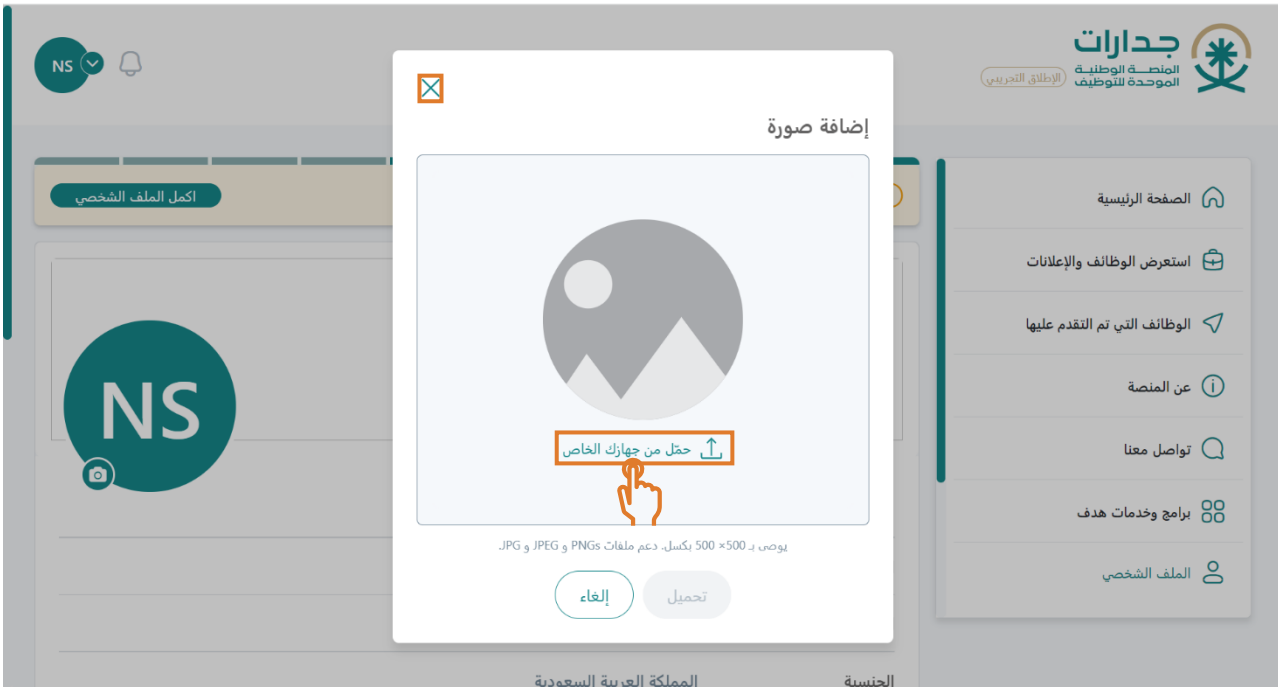 جدارات
المنصة الوطنية
الموحدة للتوظيف
الإطلاق التجريبي
NS
الصفحة الرئيسية
استعرض الوظائف والإعلانات
الوظائف التي تم التقدم عليها
عن المنصة
تواصل معنا
برامج وخدمات هدف
الملف الشخصي
إضافة صورة
حمّل من جهازك الخاص
يوصى بـ 500× 500 بكسل. دعم ملفات PNGs و JPEG و JPG.
تحميل
إلغاء
اكمل الملف الشخصي
NS
الجنسية
المملكة العربية السعودية